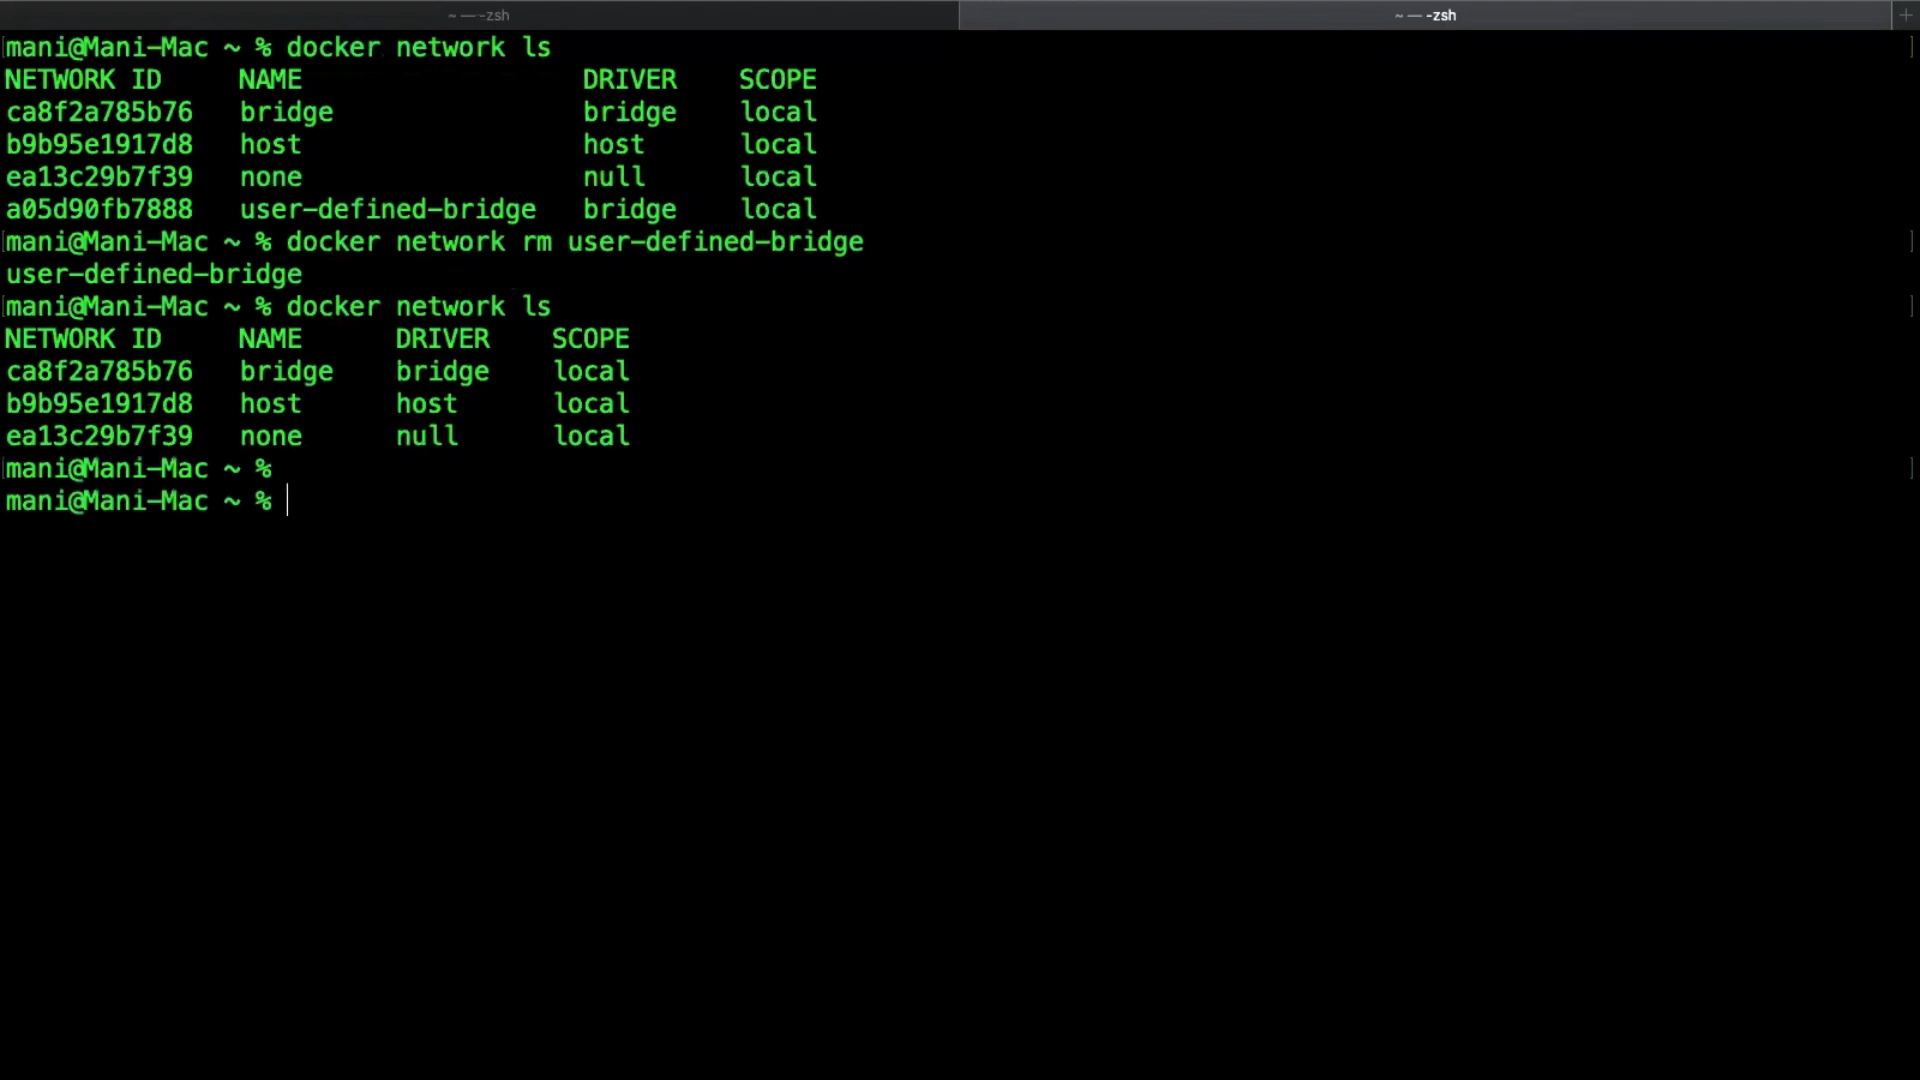 ~ — -zsh
~ — -zsh
+
mani@Mani-Mac ~ % docker network ls
NETWORK ID     NAME                  DRIVER    SCOPE
ca8f2a785b76   bridge                bridge    local
b9b95e1917d8   host                  host      local
ea13c29b7f39   none                  null      local
a05d90fb7888   user-defined-bridge   bridge    local
mani@Mani-Mac ~ % docker network rm user-defined-bridge
user-defined-bridge
mani@Mani-Mac ~ % docker network ls
NETWORK ID     NAME      DRIVER    SCOPE
ca8f2a785b76   bridge    bridge    local
b9b95e1917d8   host      host      local
ea13c29b7f39   none      null      local
mani@Mani-Mac ~ %
mani@Mani-Mac ~ %